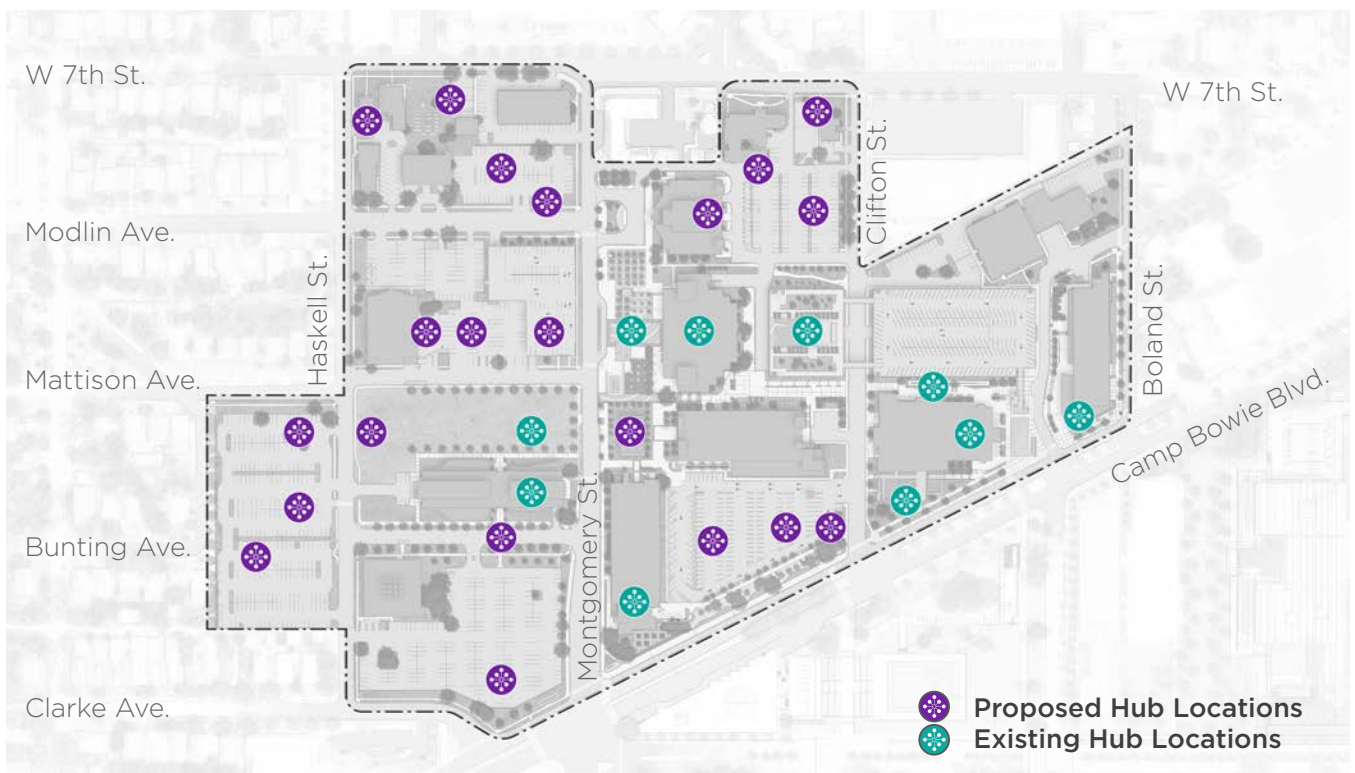 W 7th St.
W 7th St.
Clifton St.
Modlin Ave.
Haskell St.
Boland St.
Mattison Ave.
Camp Bowie Blvd.
Montgomery St.
Bunting Ave.
Clarke Ave.
Proposed Hub Locations
Existing Hub Locations